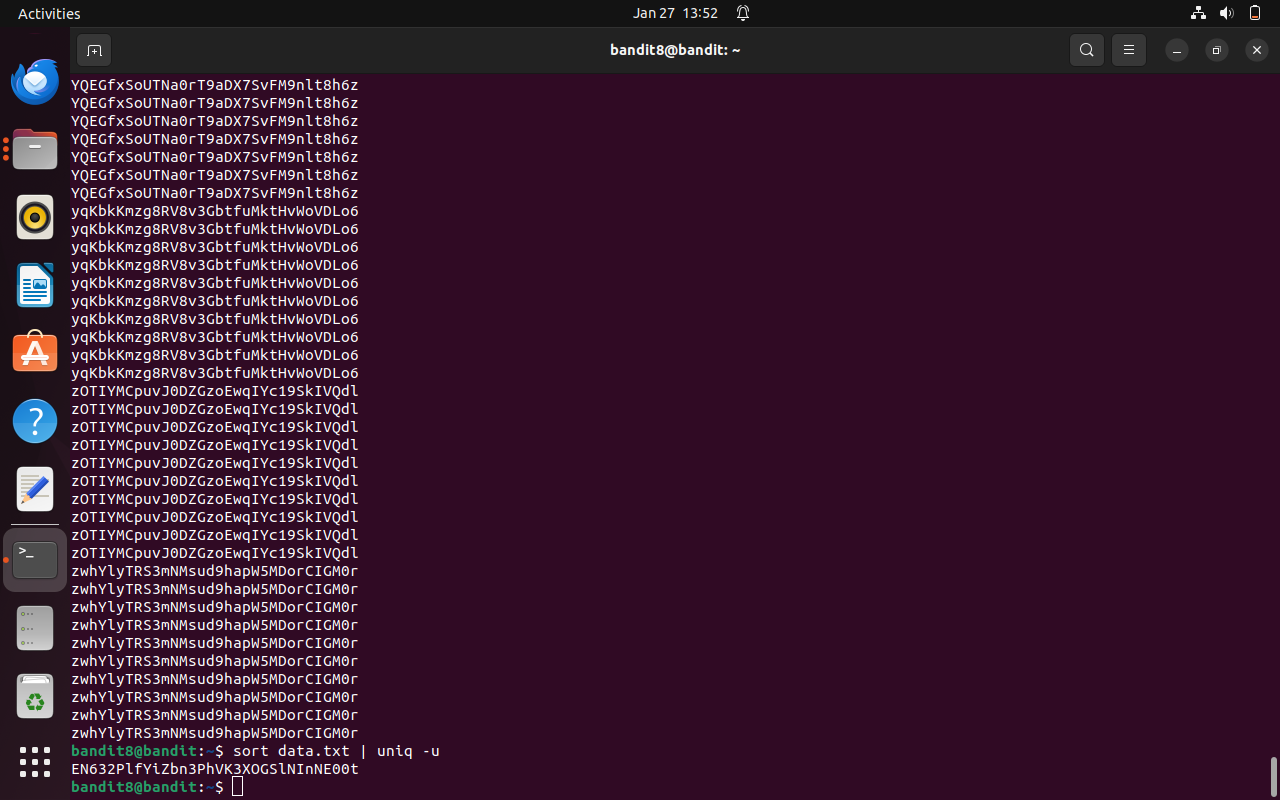 Activities
Jan 27 13:52
bandit8@bandit: ~
YQEGfxSoUTNa0rT9aDX7SvFM9nlt8h6z
YQEGfxSoUTNa0rT9aDX7SvFM9nlt8h6z
YQEGfxSoUTNa0rT9aDX7SvFM9nlt8h6z
YQEGfxSoUTNa0rT9aDX7SvFM9nlt8h6z
YQEGfxSoUTNa0rT9aDX7SvFM9nlt8h6z
YQEGfxSoUTNa0rT9aDX7SvFM9nlt8h6z
YQEGfxSoUTNa0rT9aDX7SvFM9nlt8h6z
yqKbkKmzg8RV8v3GbtfuMktHvWoVDLo6
yqKbkKmzg8RV8v3GbtfuMktHvWoVDLo6
yqKbkKmzg8RV8v3GbtfuMktHvWoVDLo6
yqKbkKmzg8RV8v3GbtfuMktHvWoVDLo6
yqKbkKmzg8RV8v3GbtfuMktHvWoVDLo6
yqKbkKmzg8RV8v3GbtfuMktHvWoVDLo6
yqKbkKmzg8RV8v3GbtfuMktHvWoVDLo6
yqKbkKmzg8RV8v3GbtfuMktHvWoVDLo6
yqKbkKmzg8RV8v3GbtfuMktHvWoVDLo6
yqKbkKmzg8RV8v3GbtfuMktHvWoVDLo6
zOTIYMCpuvJ0DZGzoEwqIYc19SkIVQdl
zOTIYMCpuvJ0DZGzoEwqIYc19SkIVQdl
zOTIYMCpuvJ0DZGzoEwqIYc19SkIVQdl
zOTIYMCpuvJ0DZGzoEwqIYc19SkIVQdl
zOTIYMCpuvJ0DZGzoEwqIYc19SkIVQdl
zOTIYMCpuvJ0DZGzoEwqIYc19SkIVQdl
zOTIYMCpuvJ0DZGzoEwqIYc19SkIVQdl
zOTIYMCpuvJ0DZGzoEwqIYc19SkIVQdl
zOTIYMCpuvJ0DZGzoEwqIYc19SkIVQdl
zOTIYMCpuvJ0DZGzoEwqIYc19SkIVQdl
zwhYlyTRS3mNMsud9hapW5MDorCIGM0r
zwhYlyTRS3mNMsud9hapW5MDorCIGM0r
zwhYlyTRS3mNMsud9hapW5MDorCIGM0r
zwhYlyTRS3mNMsud9hapW5MDorCIGM0r
zwhYlyTRS3mNMsud9hapW5MDorCIGM0r
zwhYlyTRS3mNMsud9hapW5MDorCIGM0r
zwhYlyTRS3mNMsud9hapW5MDorCIGM0r
zwhYlyTRS3mNMsud9hapW5MDorCIGM0r
zwhYlyTRS3mNMsud9hapW5MDorCIGM0r
zwhYlyTRS3mNMsud9hapW5MDorCIGM0r
bandit8@bandit:~$ sort data.txt | uniq -u
EN632PlfYiZbn3PhVK3XOGSlNInNE00t
bandit8@bandit:~$